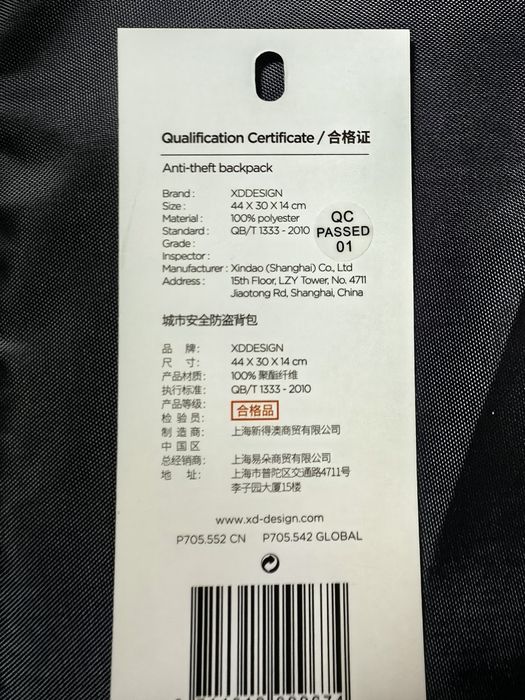 Qualification Certificate / 合格证
Anti-theft backpack
Brand : XDDESIGN
Size : 44 X 30 X 14 cm
Material : 100% polyester
Standard : QB/T 1333 - 2010
Grade :
Inspector :
QC
PASSED
01
Manufacturer : Xindao (Shanghai) Co., Ltd
Address : 15th Floor, LZY Tower, No. 4711
Jiaotong Rd, Shanghai, China
城市安全防盗背包
品 牌: XDDESIGN
尺 寸: 44 X 30 X 14 cm
产品材质: 100% 聚酯纤维
执行标准: QB/T 1333 - 2010
产品等级: 合格品
检 验 员:
制 造 商: 上海新得澳商贸有限公司
中 国 区
总经销商: 上海易朵商贸有限公司
地 址: 上海市普陀区交通路4711号
李子园大厦15楼
www.xd-design.com
P705.552 CN P705.542 GLOBAL